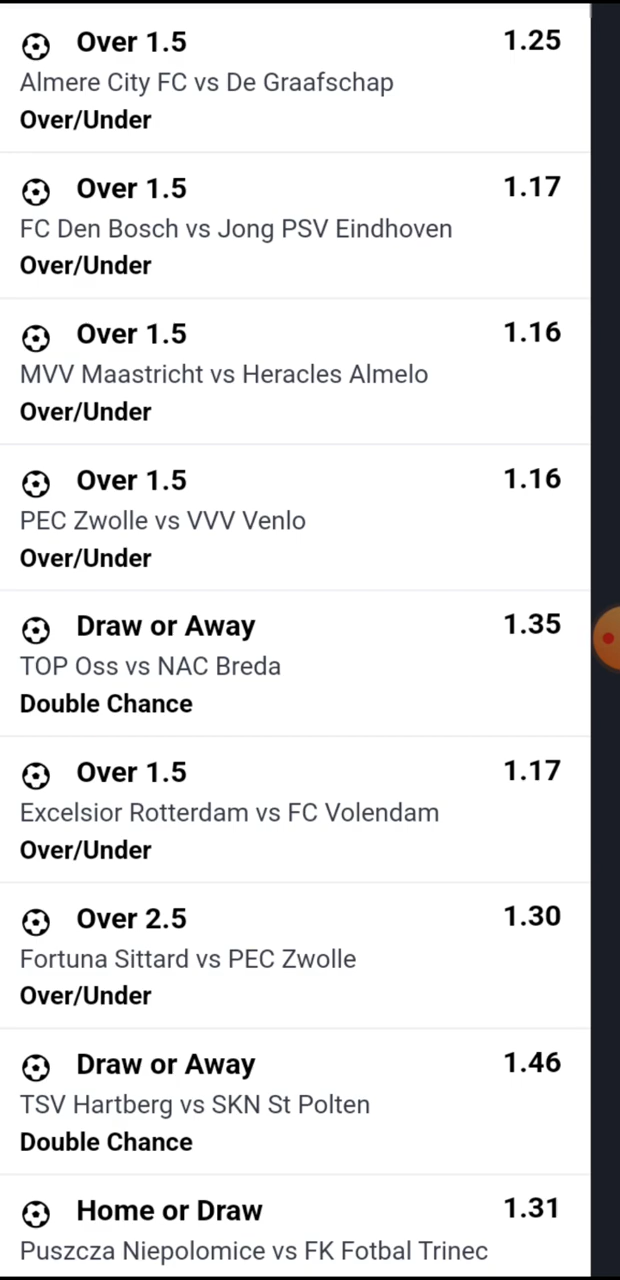 Over 1.5 1.25
Almere City FC vs De Graafschap
Over/Under
Over 1.5 1.17
FC Den Bosch vs Jong PSV Eindhoven
Over/Under
Over 1.5 1.16
MVV Maastricht vs Heracles Almelo
Over/Under
Over 1.5 1.16
PEC Zwolle vs VVV Venlo
Over/Under
Draw or Away 1.35
TOP Oss vs NAC Breda
Double Chance
Over 1.5 1.17
Excelsior Rotterdam vs FC Volendam
Over/Under
Over 2.5 1.30
Fortuna Sittard vs PEC Zwolle
Over/Under
Draw or Away 1.46
TSV Hartberg vs SKN St Polten
Double Chance
Home or Draw 1.31
Puszcza Niepolomice vs FK Fotbal Trinec